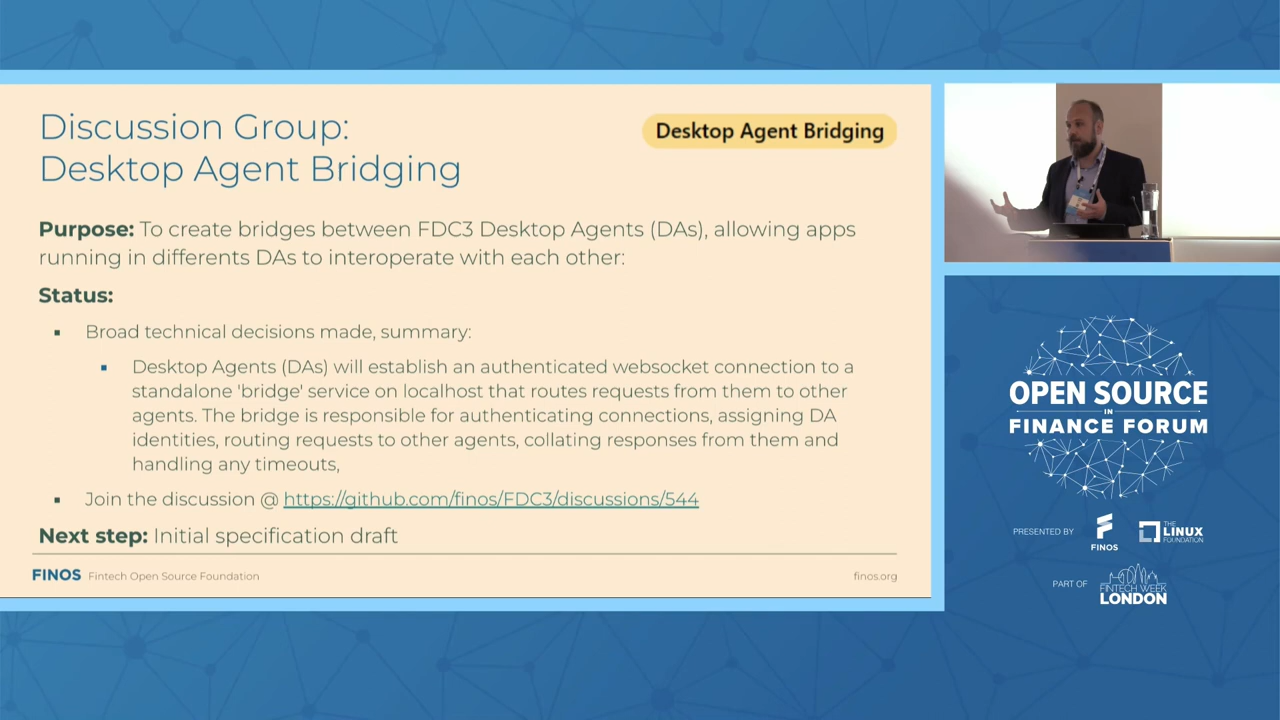 Discussion Group:
Desktop Agent Bridging
Desktop Agent Bridging
Purpose: To create bridges between FDC3 Desktop Agents (DAs), allowing apps
running in differents DAs to interoperate with each other:
Status:
▪ Broad technical decisions made, summary:
▪ Desktop Agents (DAs) will establish an authenticated websocket connection to a
standalone 'bridge' service on localhost that routes requests from them to other
agents. The bridge is responsible for authenticating connections, assigning DA
identities, routing requests to other agents, collating responses from them and
handling any timeouts,
▪ Join the discussion @ https://github.com/finos/FDC3/discussions/544
Next step: Initial specification draft
FINOS Fintech Open Source Foundation
finos.org
OPEN SOURCE
IN
FINANCE FORUM
PRESENTED BY
FINOS
THE
LINUX
FOUNDATION
PART OF
FINTECH WEEK
LONDON